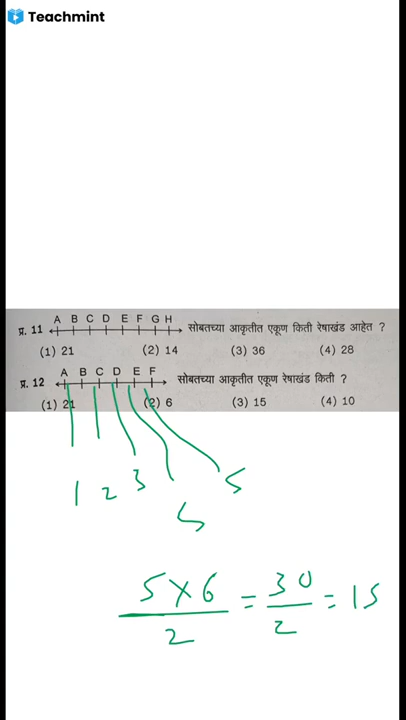 Teachmint
A B C D E F G H
प्र. 11 सोबतच्या आकृतीत एकूण किती रेषाखंड आहेत ?
(1) 21 (2) 14 (3) 36 (4) 28
A B C D E F
प्र. 12 सोबतच्या आकृतीत एकूण रेषाखंड किती ?
(1) 21 (2) 6 (3) 15 (4) 10
1 2 3 5
5
5 × 6 / 2 = 30 / 2 = 15